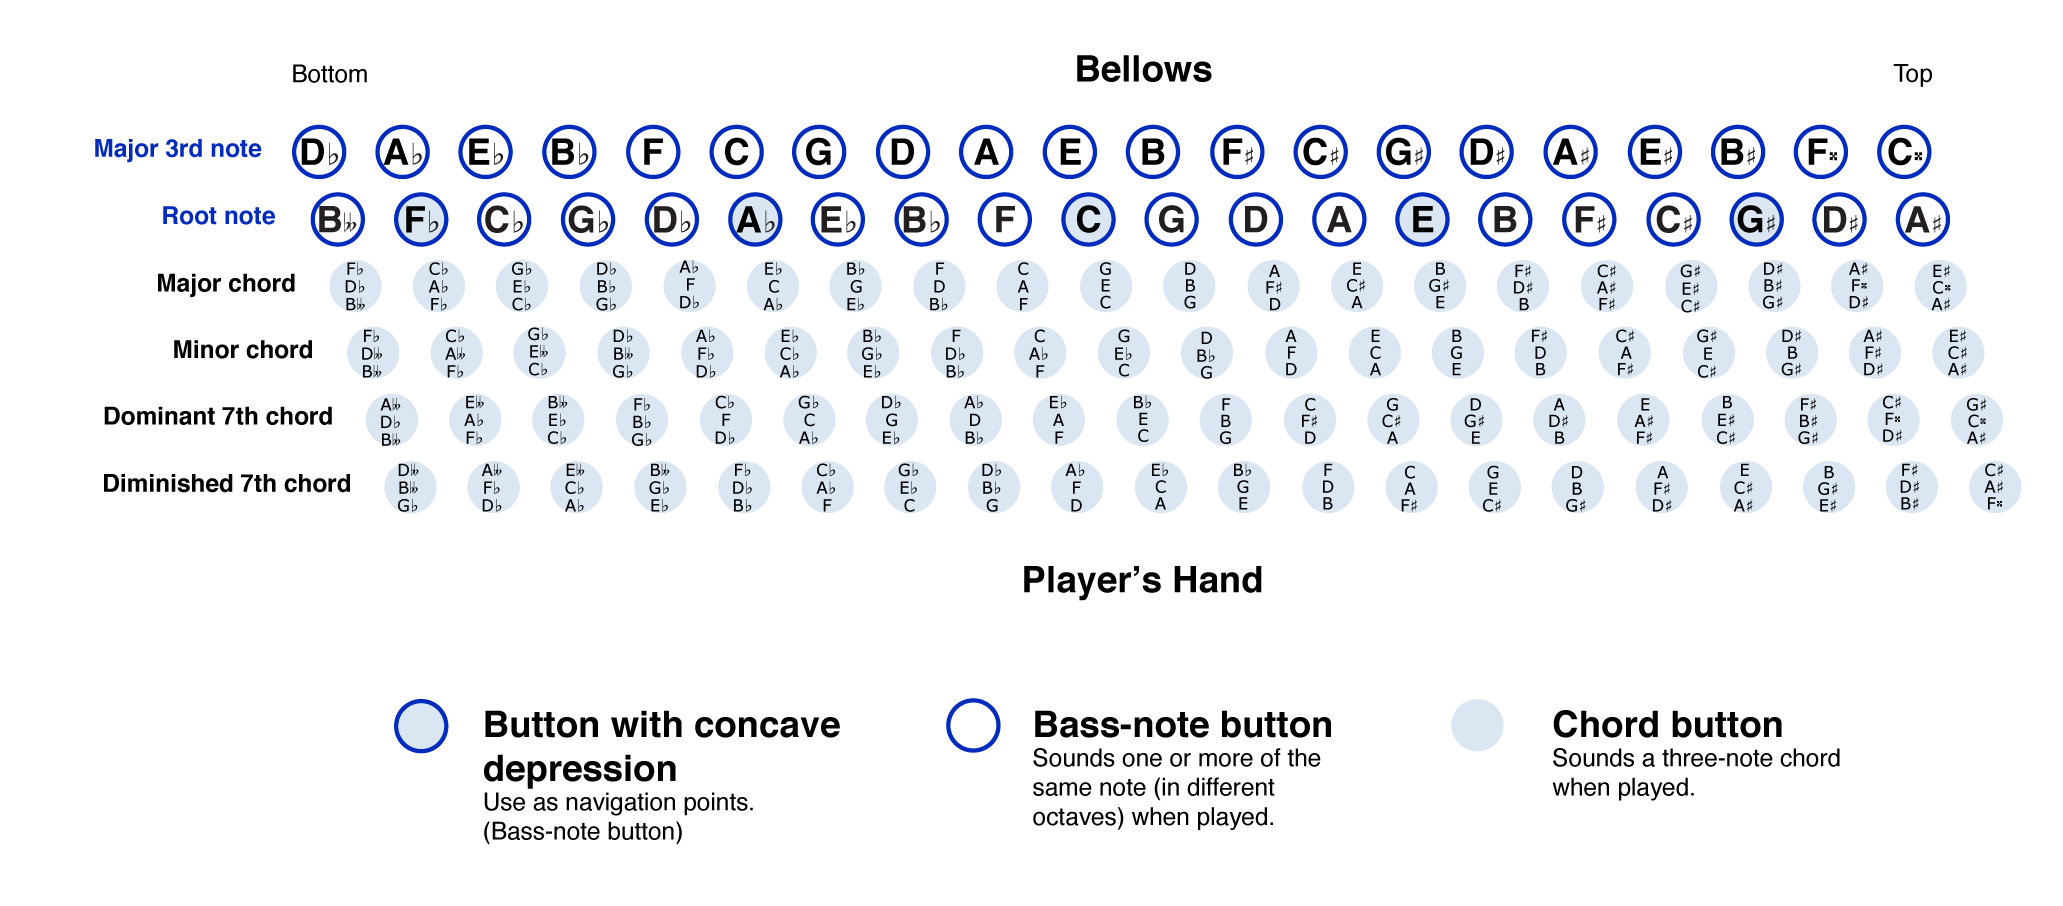 Bottom Bellows Top
Major 3rd note D♭ A♭ E♭ B♭ F C G D A E B F♯ C♯ G♯ D♯ A♯ E♯ B♯ F𝄪 C𝄪
Root note B𝄫 F♭ C♭ G♭ D♭ A♭ E♭ B♭ F C G D A E B F♯ C♯ G♯ D♯ A♯
F♭ C♭ G♭ D♭ A♭ E♭ B♭ F C G D A E B F♯ C♯ G♯ D♯ A♯ E♯
Major chord D♭ A♭ E♭ B♭ F C G D A E B F♯ C♯ G♯ D♯ A♯ E♯ B♯ F𝄪 C𝄪
B𝄫 F♭ C♭ G♭ D♭ A♭ E♭ B♭ F C G D A E B F♯ C♯ G♯ D♯ A♯
F♭ C♭ G♭ D♭ A♭ E♭ B♭ F C G D A E B F♯ C♯ G♯ D♯ A♯ E♯
Minor chord D𝄫 A𝄫 E𝄫 B𝄫 F♭ C♭ G♭ D♭ A♭ E♭ B♭ F C G D A E B F♯ C♯
B𝄫 F♭ C♭ G♭ D♭ A♭ E♭ B♭ F C G D A E B F♯ C♯ G♯ D♯ A♯
A𝄫 E𝄫 B𝄫 F♭ C♭ G♭ D♭ A♭ E♭ B♭ F C G D A E B F♯ C♯ G♯
Dominant 7th chord D♭ A♭ E♭ B♭ F C G D A E B F♯ C♯ G♯ D♯ A♯ E♯ B♯ F𝄪 C𝄪
B𝄫 F♭ C♭ G♭ D♭ A♭ E♭ B♭ F C G D A E B F♯ C♯ G♯ D♯ A♯
D𝄫 A𝄫 E𝄫 B𝄫 F♭ C♭ G♭ D♭ A♭ E♭ B♭ F C G D A E B F♯ C♯
Diminished 7th chord B𝄫 F♭ C♭ G♭ D♭ A♭ E♭ B♭ F C G D A E B F♯ C♯ G♯ D♯ A♯
G♭ D♭ A♭ E♭ B♭ F C G D A E B F♯ C♯ G♯ D♯ A♯ E♯ B♯ F𝄪
Player’s Hand
Button with concave
depression
Use as navigation points.
(Bass-note button)
Bass-note button
Sounds one or more of the
same note (in different
octaves) when played.
Chord button
Sounds a three-note chord
when played.